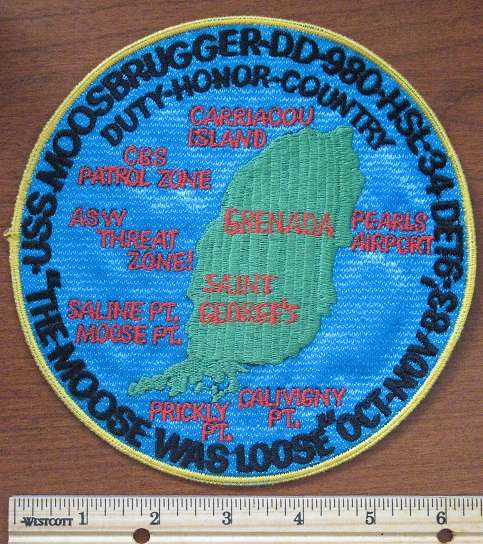 USS-MOOSBRUGGER-DD-980-HSL-34 DET6,
DUTY-HONOR-COUNTRY
CARRIACOU
ISLAND
CBS
PATROL ZONE
ASW
THREAT
ZONE!
GRENADA
PEARLS
AIRPORT
SAINT
GEORGE'S
SALINE PT.
MOOSE PT.
PRICKLY
PT.
CALIVIGNY
PT.
"THE MOOSE WAS LOOSE" OCT-NOV 83-
WESTCOTT 1 2 3 4 5 6